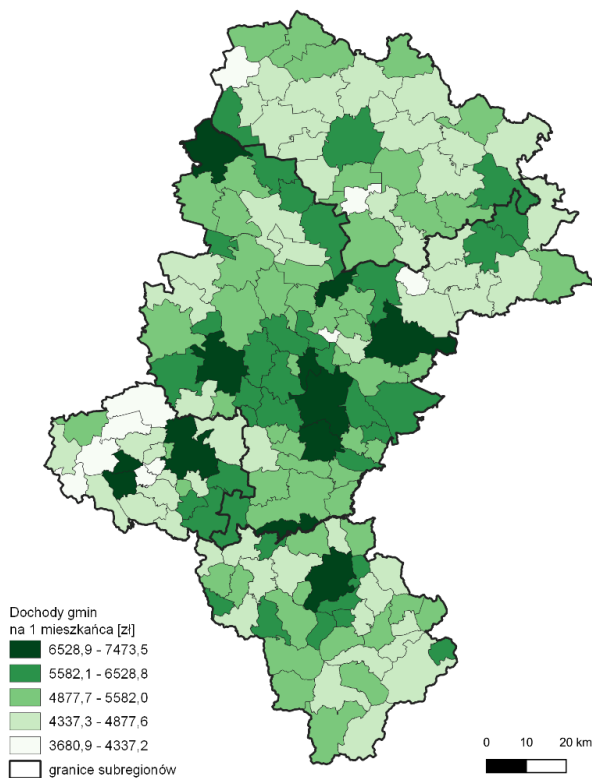 Dochody gmin
na 1 mieszkańca [zł]
6528,9 - 7473,5
5582,1 - 6528,8
4877,7 - 5582,0
4337,3 - 4877,6
3680,9 - 4337,2
granice subregionów
0 10 20 km